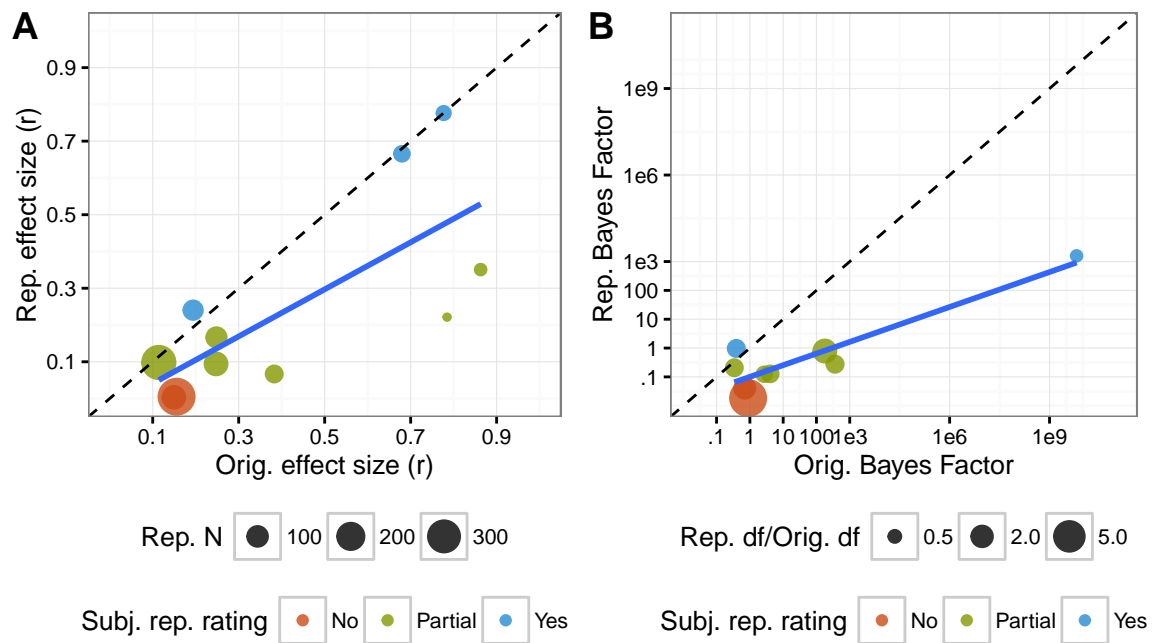 A
Rep. effect size (r)
0.9
0.7
0.5
0.3
0.1
0.1 0.3 0.5 0.7 0.9
Orig. effect size (r)
Rep. N 100 200 300
Subj. rep. rating No Partial Yes
B
Rep. Bayes Factor
1e9
1e6
1e3
100
10
1
.1
.1 1 10 100 1e3 1e6 1e9
Orig. Bayes Factor
Rep. df/Orig. df 0.5 2.0 5.0
Subj. rep. rating No Partial Yes